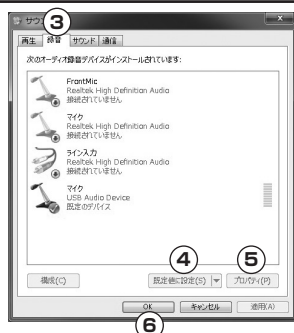 サウンド
③
再生 録音 サウンド 通信
次のオーディオ録音デバイスがインストールされています:
FrontMic
Realtek High Definition Audio
接続されていません
マイク
Realtek High Definition Audio
接続されていません
ライン入力
Realtek High Definition Audio
接続されていません
マイク
USB Audio Device
既定のデバイス
④ ⑤
構成(C) 既定値に設定(S) プロパティ(P)
OK キャンセル 適用(A)
⑥